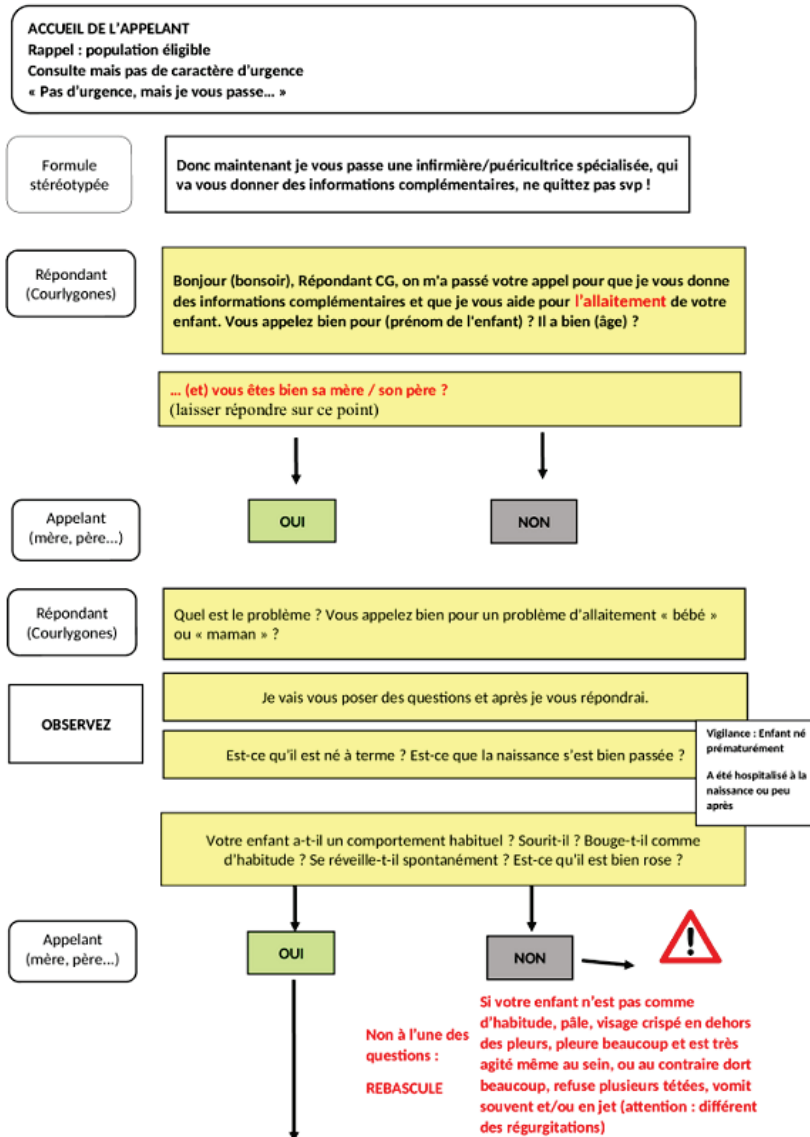 ACCUEIL DE L’APPELANT
Rappel : population éligible
Consulte mais pas de caractère d’urgence
« Pas d’urgence, mais je vous passe… »
Formule
stéréotypée
Donc maintenant je vous passe une infirmière/puéricultrice spécialisée, qui
va vous donner des informations complémentaires, ne quittez pas svp !
Répondant
(Courlygones)
Bonjour (bonsoir), Répondant CG, on m'a passé votre appel pour que je vous donne
des informations complémentaires et que je vous aide pour l’allaitement de votre
enfant. Vous appelez bien pour (prénom de l'enfant) ? Il a bien (âge) ?
… (et) vous êtes bien sa mère / son père ?
(laisser répondre sur ce point)
Appelant
(mère, père...)
OUI
NON
Répondant
(Courlygones)
Quel est le problème ? Vous appelez bien pour un problème d’allaitement « bébé »
ou « maman » ?
OBSERVEZ
Je vais vous poser des questions et après je vous répondrai.
Est-ce qu’il est né à terme ? Est-ce que la naissance s’est bien passée ?
Vigilance : Enfant né
prématurément
A été hospitalisé à la
naissance ou peu
après
Votre enfant a-t-il un comportement habituel ? Sourit-il ? Bouge-t-il comme
d’habitude ? Se réveille-t-il spontanément ? Est-ce qu’il est bien rose ?
Appelant
(mère, père...)
OUI
NON
Non à l’une des
questions :
REBASCULE
Si votre enfant n’est pas comme
d’habitude, pâle, visage crispé en dehors
des pleurs, pleure beaucoup et est très
agité même au sein, ou au contraire dort
beaucoup, refuse plusieurs tétées, vomit
souvent et/ou en jet (attention : différent
des régurgitations)